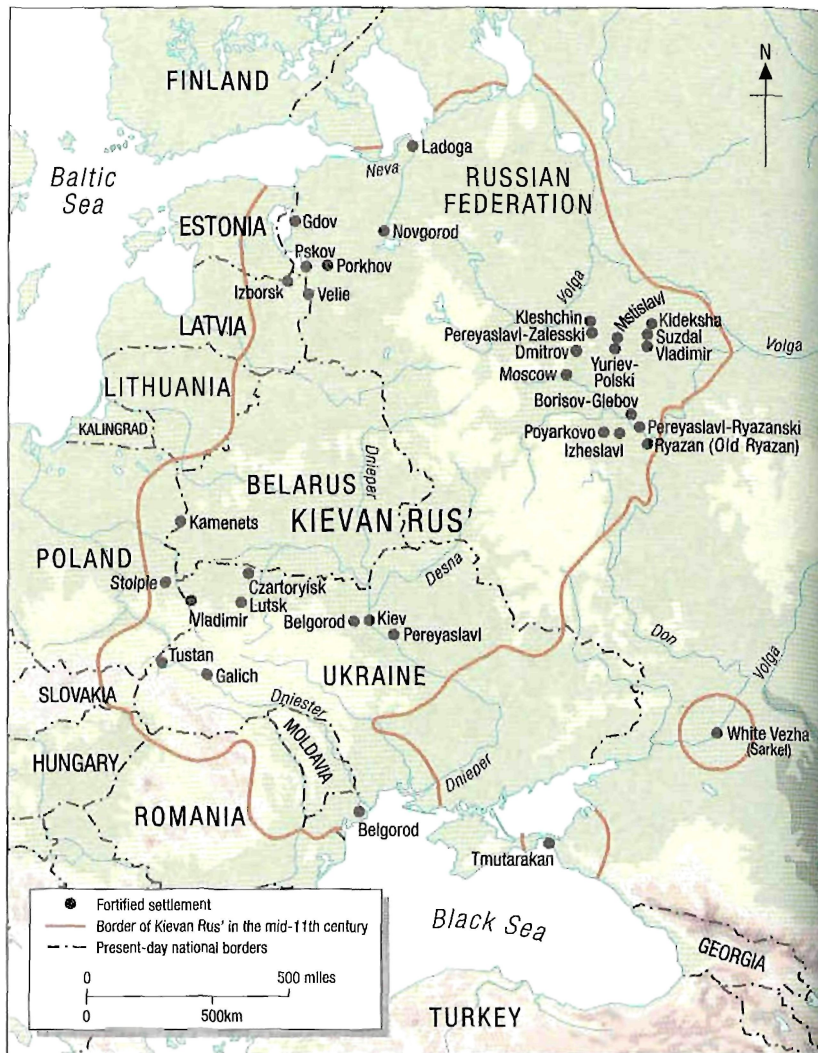 FINLAND
N
Ladoga
Neva
Baltic
Sea
RUSSIAN
FEDERATION
ESTONIA
Gdov
Novgorod
Pskov
Porkhov
Izborsk
Velie
Volga
LATVIA
Kleshchin
Mstislavl
Kideksha
Pereyaslavl-Zalesski
Suzdal
Dmitrov
Vladimir
Volga
Yuriev-
Polski
Moscow
LITHUANIA
Borisov-Glebov
KALINGRAD
Pereyaslavl-Ryazanski
Poyarkovo
Izheslavl
Ryazan (Old Ryazan)
Dnieper
BELARUS
KIEVAN RUS'
Kamenets
POLAND
Desna
Stolpie
Czartoryisk
Vladimir
Lutsk
Belgorod
Kiev
Pereyaslavl
Don
Volga
Tustan
Galich
UKRAINE
SLOVAKIA
Dniester
MOLDAVIA
White Vezha
(Sarkel)
HUNGARY
Dnieper
ROMANIA
Belgorod
Tmutarakan
Black Sea
GEORGIA
TURKEY
Fortified settlement
Border of Kievan Rus' in the mid-11th century
Present-day national borders
0 500 miles
0 500km